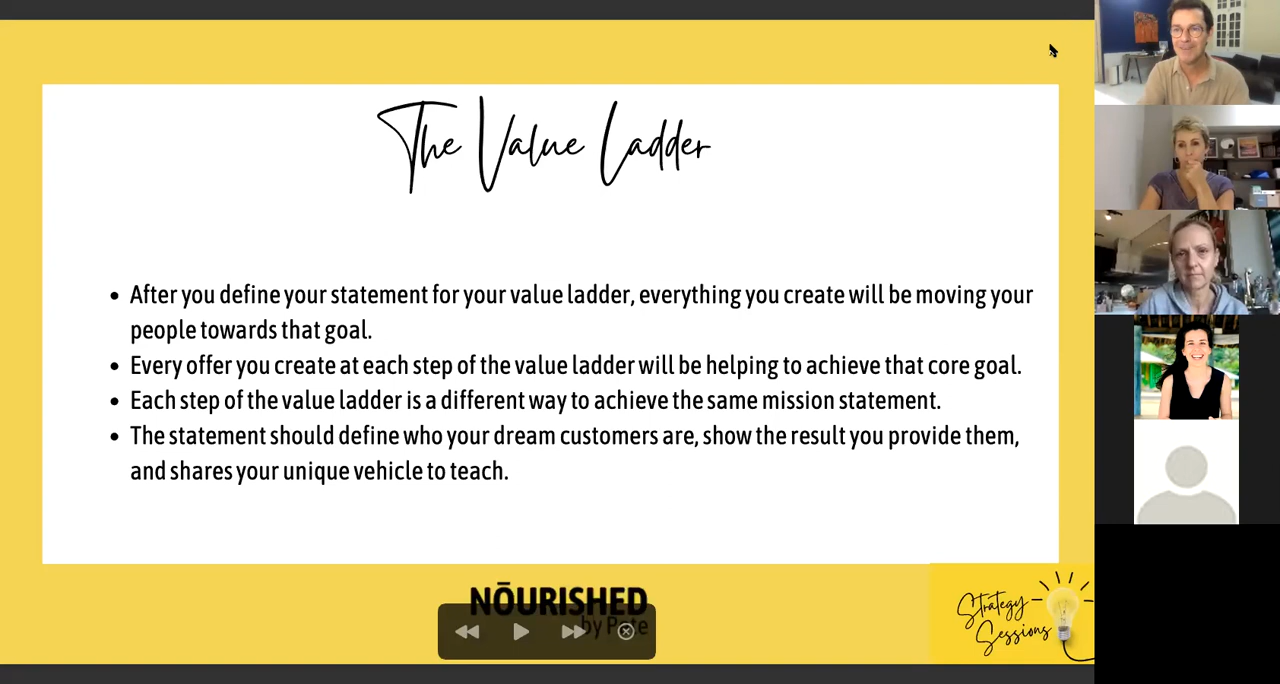 The Value Ladder
• After you define your statement for your value ladder, everything you create will be moving your
people towards that goal.
• Every offer you create at each step of the value ladder will be helping to achieve that core goal.
• Each step of the value ladder is a different way to achieve the same mission statement.
• The statement should define who your dream customers are, show the result you provide them,
and shares your unique vehicle to teach.
NŌURISHED
by Pete
Strategy
Sessions